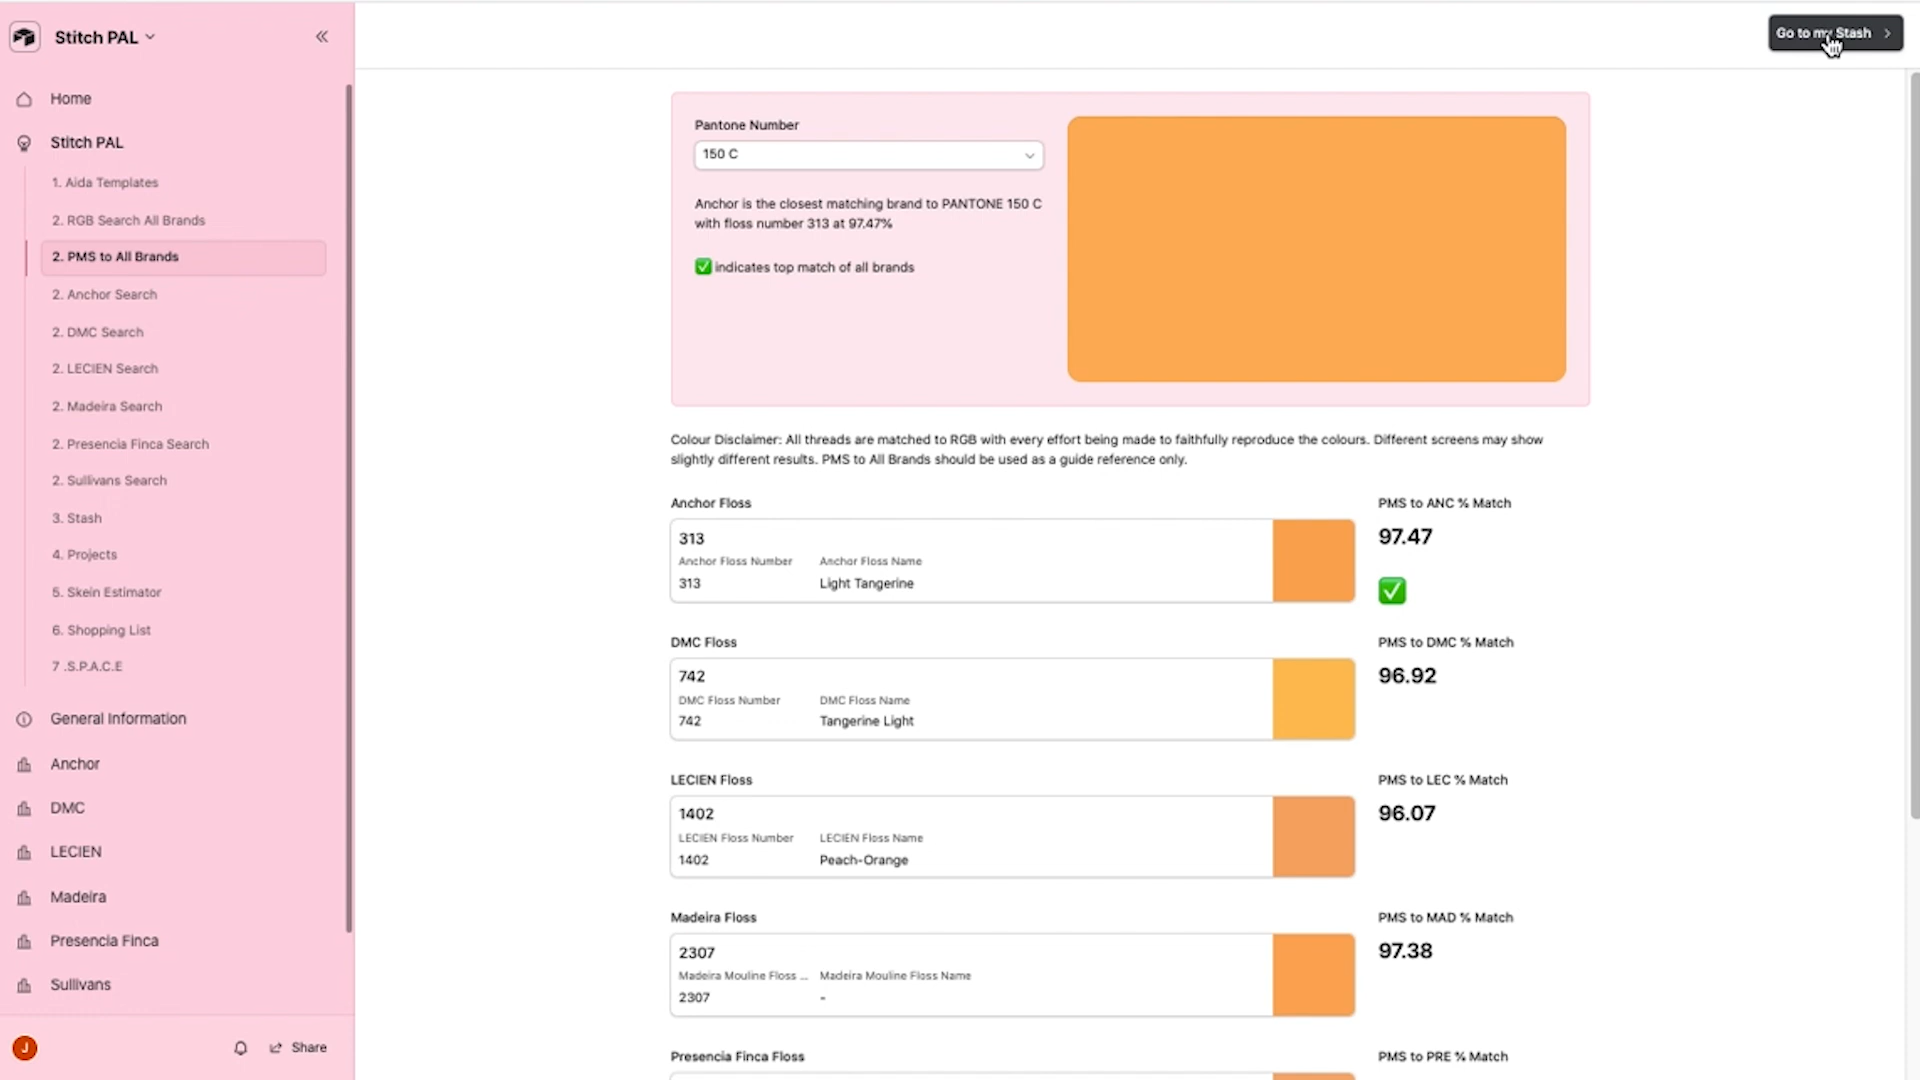 Stitch PAL
Home
Stitch PAL
1. Aida Templates
2. RGB Search All Brands
2. PMS to All Brands
2. Anchor Search
2. DMC Search
2. LECIEN Search
2. Madeira Search
2. Presencia Finca Search
2. Sullivans Search
3. Stash
4. Projects
5. Skein Estimator
6. Shopping List
7 .S.P.A.C.E
General Information
Anchor
DMC
LECIEN
Madeira
Presencia Finca
Sullivans
J
Share
Go to my Stash
Pantone Number
150 C
Anchor is the closest matching brand to PANTONE 150 C
with floss number 313 at 97.47%
✅ indicates top match of all brands
Colour Disclaimer: All threads are matched to RGB with every effort being made to faithfully reproduce the colours. Different screens may show
slightly different results. PMS to All Brands should be used as a guide reference only.
Anchor Floss
313
Anchor Floss Number Anchor Floss Name
313 Light Tangerine
PMS to ANC % Match
97.47
✅
DMC Floss
742
DMC Floss Number DMC Floss Name
742 Tangerine Light
PMS to DMC % Match
96.92
LECIEN Floss
1402
LECIEN Floss Number LECIEN Floss Name
1402 Peach-Orange
PMS to LEC % Match
96.07
Madeira Floss
2307
Madeira Mouline Floss ... Madeira Mouline Floss Name
2307 -
PMS to MAD % Match
97.38
Presencia Finca Floss
PMS to PRE % Match